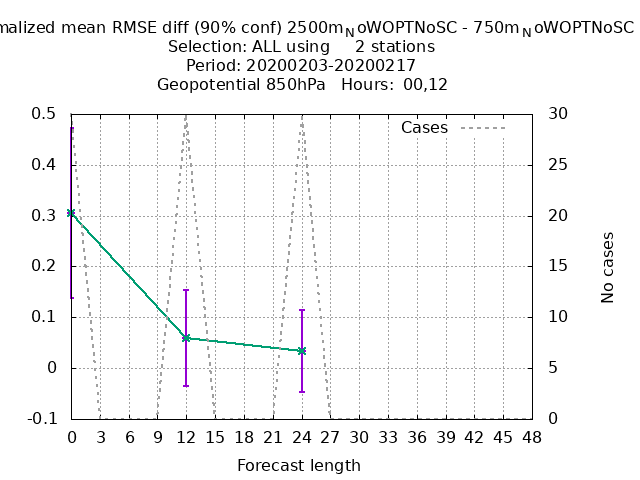 malized mean RMSE diff (90% conf) 2500mNoWOPTNoSC - 750mNoWOPTNoSC
Selection: ALL using 2 stations
Period: 20200203-20200217
Geopotential 850hPa Hours: 00,12
Cases
0.5
0.4
0.3
0.2
0.1
0
-0.1
30
25
20
15
10
5
0
No cases
0 3 6 9 12 15 18 21 24 27 30 33 36 39 42 45 48
Forecast length